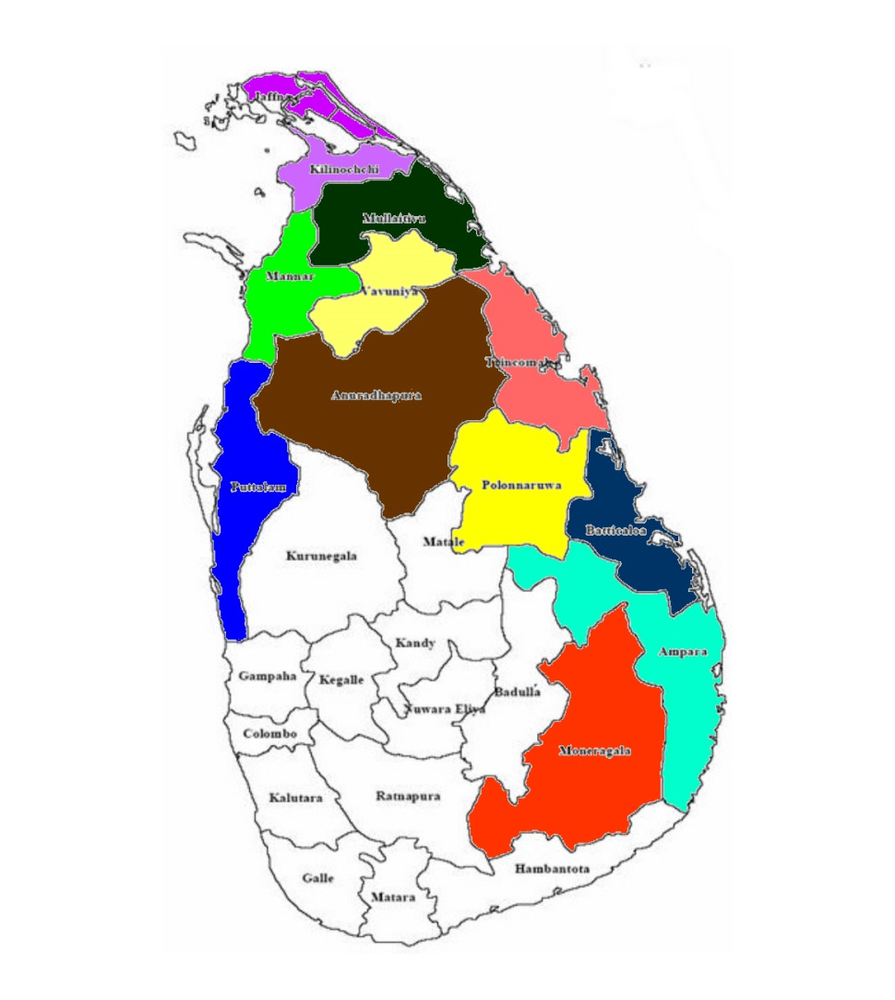 Jaffna
Kilinochchi
Mullaitivu
Mannar
Vavuniya
Trincomalee
Anuradhapura
Puttalam
Polonnaruwa
Batticaloa
Matale
Kurunegala
Kandy
Ampara
Gampaha
Kegalle
Badulla
Nuwara Eliya
Colombo
Moneragala
Kalutara
Ratnapura
Hambantota
Galle
Matara